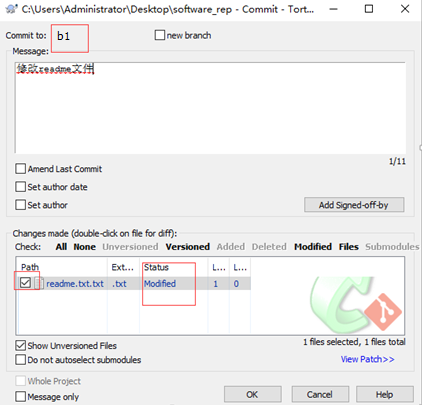 C:\Users\Administrator\Desktop\software_rep - Commit - Tort...
Commit to: b1
new branch
Message:
修改readme文件
1/11
Amend Last Commit
Set author date
Set author
Add Signed-off-by
Changes made (double-click on file for diff):
Check: All None Unversioned Versioned Added Deleted Modified Files Submodules
Path Ext... Status L... L...
readme.txt.txt .txt Modified 1 0
Show Unversioned Files
1 files selected, 1 files total
Do not autoselect submodules
View Patch>>
Whole Project
Message only
OK Cancel Help